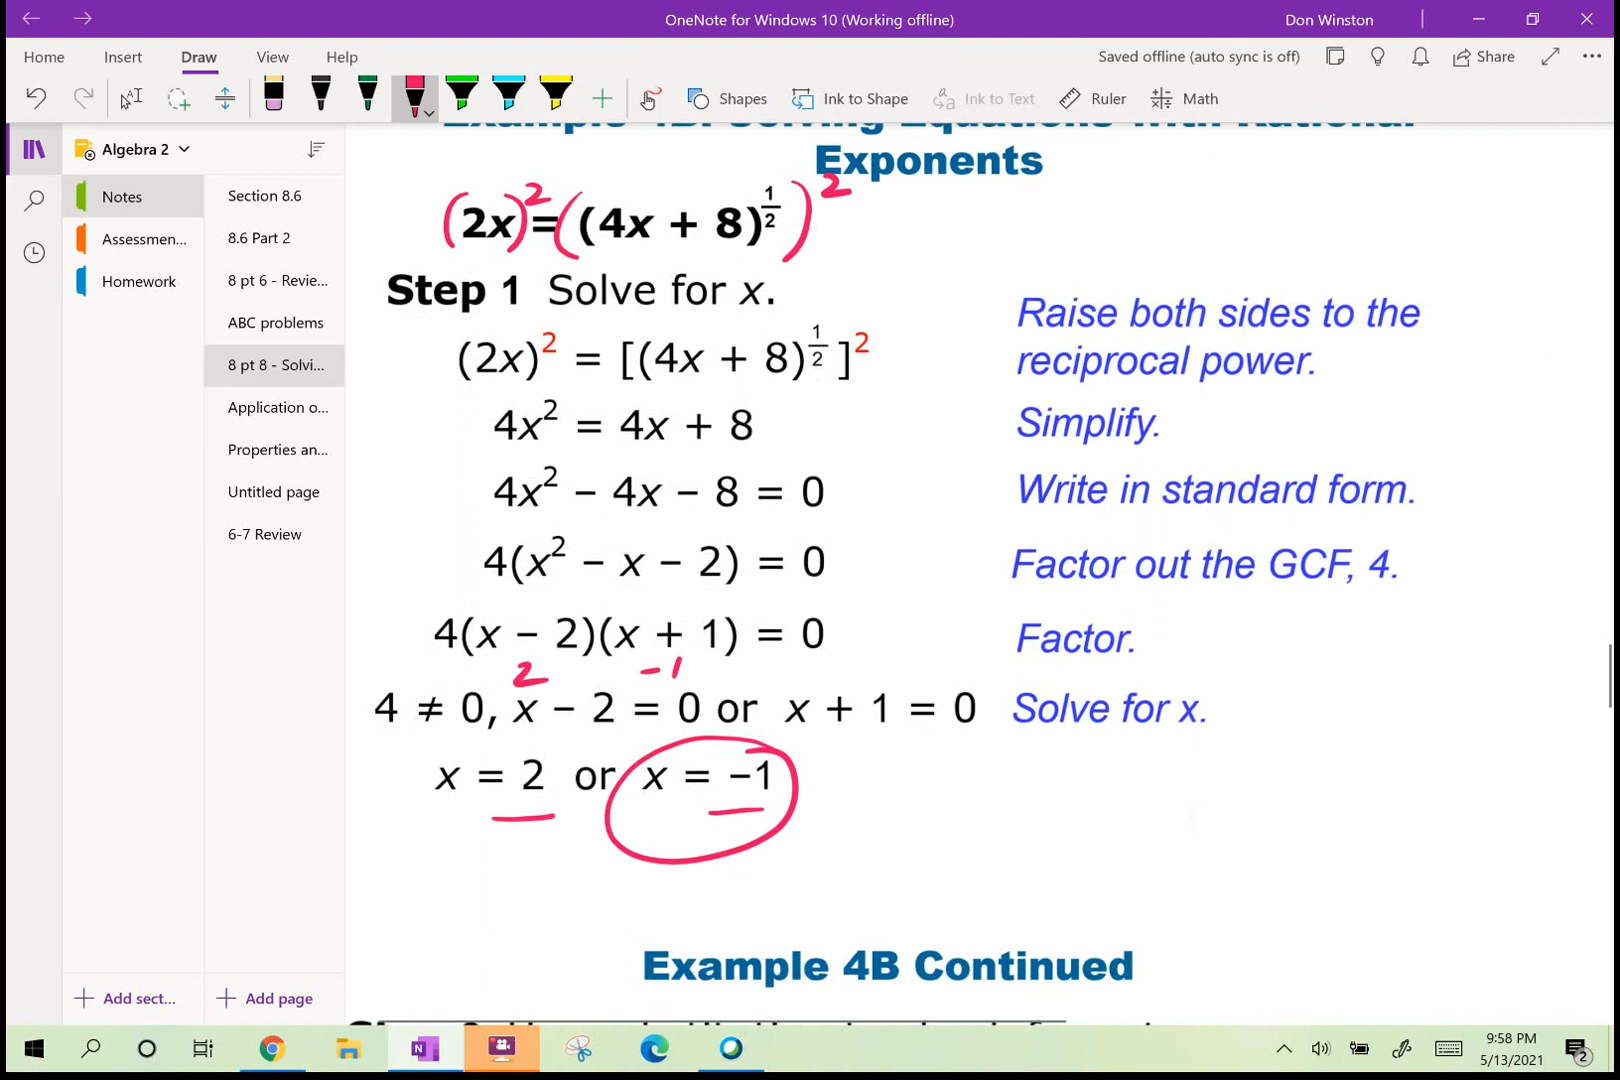 OneNote for Windows 10 (Working offline)
Don Winston
Home Insert Draw View Help
Saved offline (auto sync is off)
Share
Shapes
Ink to Shape
Ink to Text
Ruler
Math
Algebra 2
Notes
Assessmen...
Homework
Section 8.6
8.6 Part 2
8 pt 6 - Revie...
ABC problems
8 pt 8 - Solvi...
Application o...
Properties an...
Untitled page
6-7 Review
Add sect...
Add page
Example 4B: Solving Equations with Rational
Exponents
(2x)² = ((4x + 8)^(1/2))²
Step 1 Solve for x.
(2x)² = [(4x + 8)^(1/2)]²
Raise both sides to the
reciprocal power.
4x² = 4x + 8
Simplify.
4x² − 4x − 8 = 0
Write in standard form.
4(x² − x − 2) = 0
Factor out the GCF, 4.
4(x − 2)(x + 1) = 0
Factor.
2 −1
4 ≠ 0, x − 2 = 0 or x + 1 = 0
Solve for x.
x = 2 or x = −1
Example 4B Continued
9:58 PM
5/13/2021
2